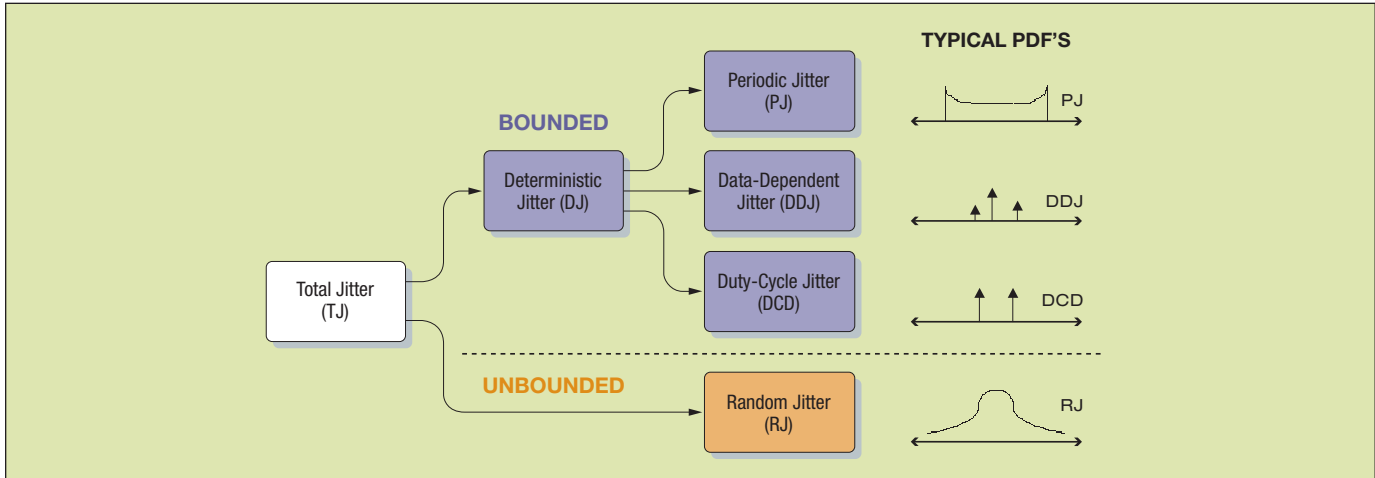 TYPICAL PDF'S
Periodic Jitter
(PJ)
PJ
BOUNDED
Deterministic
Jitter (DJ)
Data-Dependent
Jitter (DDJ)
DDJ
Total Jitter
(TJ)
Duty-Cycle Jitter
(DCD)
DCD
UNBOUNDED
Random Jitter
(RJ)
RJ